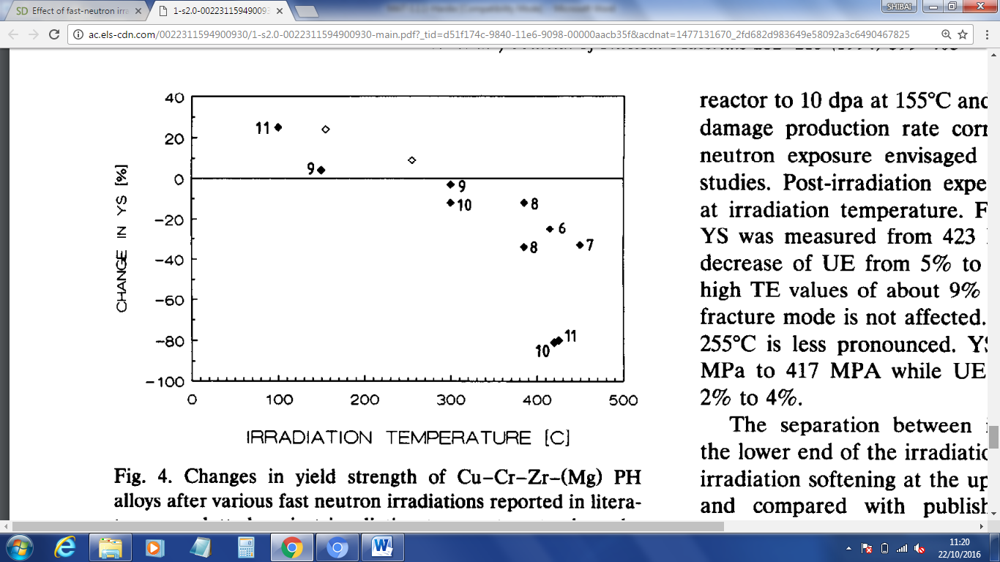 SD Effect of fast-neutron irra
1-s2.0-0022311594900930
SHIBAI
ac.els-cdn.com/0022311594900930/1-s2.0-0022311594900930-main.pdf?_tid=d51f174c-9840-11e6-9098-00000aacb35f&acdnat=1477131670_2fd682d983649e58092a3c6490467825
40
20
0
-20
-40
-60
-80
-100
CHANGE IN YS [%]
11
9
9
10
8
8
6
7
10
11
0 100 200 300 400 500
IRRADIATION TEMPERATURE [C]
Fig. 4. Changes in yield strength of Cu-Cr-Zr-(Mg) PH
alloys after various fast neutron irradiations reported in litera-
reactor to 10 dpa at 155°C and
damage production rate corr
neutron exposure envisaged
studies. Post-irradiation expe
at irradiation temperature. F
YS was measured from 423
decrease of UE from 5% to
high TE values of about 9%
fracture mode is not affected.
255°C is less pronounced. YS
MPa to 417 MPA while UE
2% to 4%.
The separation between i
the lower end of the irradiatio
irradiation softening at the up
and compared with publish
11:20
22/10/2016